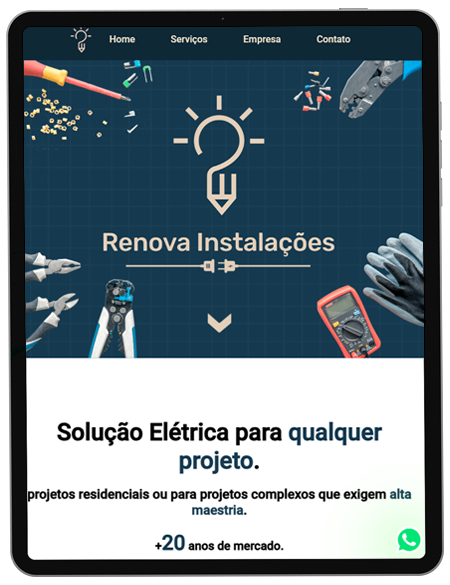 Home Serviços Empresa Contato
Renova Instalações
Solução Elétrica para qualquer
projeto.
projetos residenciais ou para projetos complexos que exigem alta
maestria.
+20 anos de mercado.